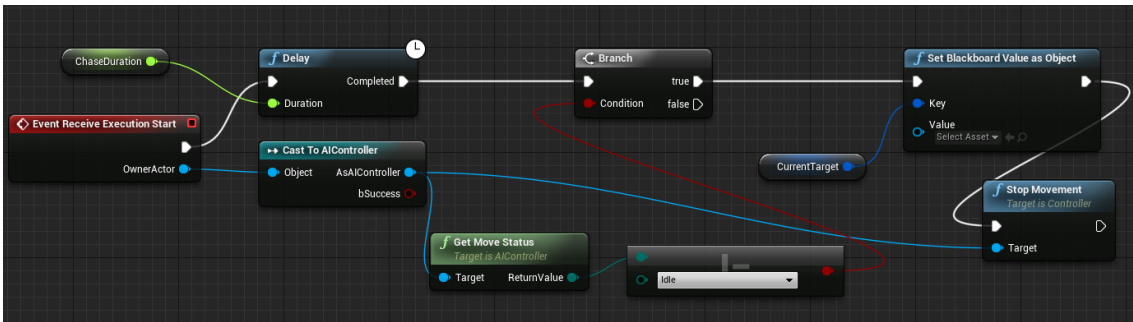 ChaseDuration
f Delay
Completed
Duration
Event Receive Execution Start
OwnerActor
Cast To AIController
Object AsAIController
bSuccess
f Get Move Status
Target is AIController
Target ReturnValue
Branch
true
Condition false
!=
Idle
CurrentTarget
f Set Blackboard Value as Object
Key
Value
Select Asset
f Stop Movement
Target is Controller
Target